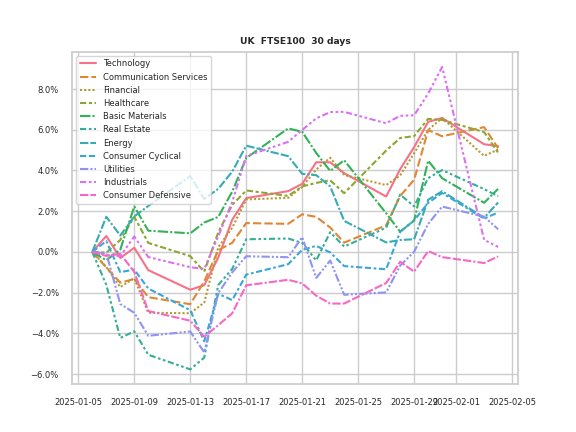 UK  FTSE100  30 days
Technology
Communication Services
Financial
Healthcare
Basic Materials
Real Estate
Energy
Consumer Cyclical
Utilities
Industrials
Consumer Defensive
8.0%
6.0%
4.0%
2.0%
0.0%
−2.0%
−4.0%
−6.0%
2025-01-05 2025-01-09 2025-01-13 2025-01-17 2025-01-21 2025-01-25 2025-01-29 2025-02-01 2025-02-05